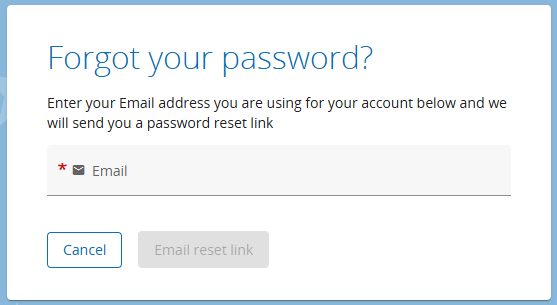 Forgot your password?
Enter your Email address you are using for your account below and we
will send you a password reset link
* Email
Cancel
Email reset link